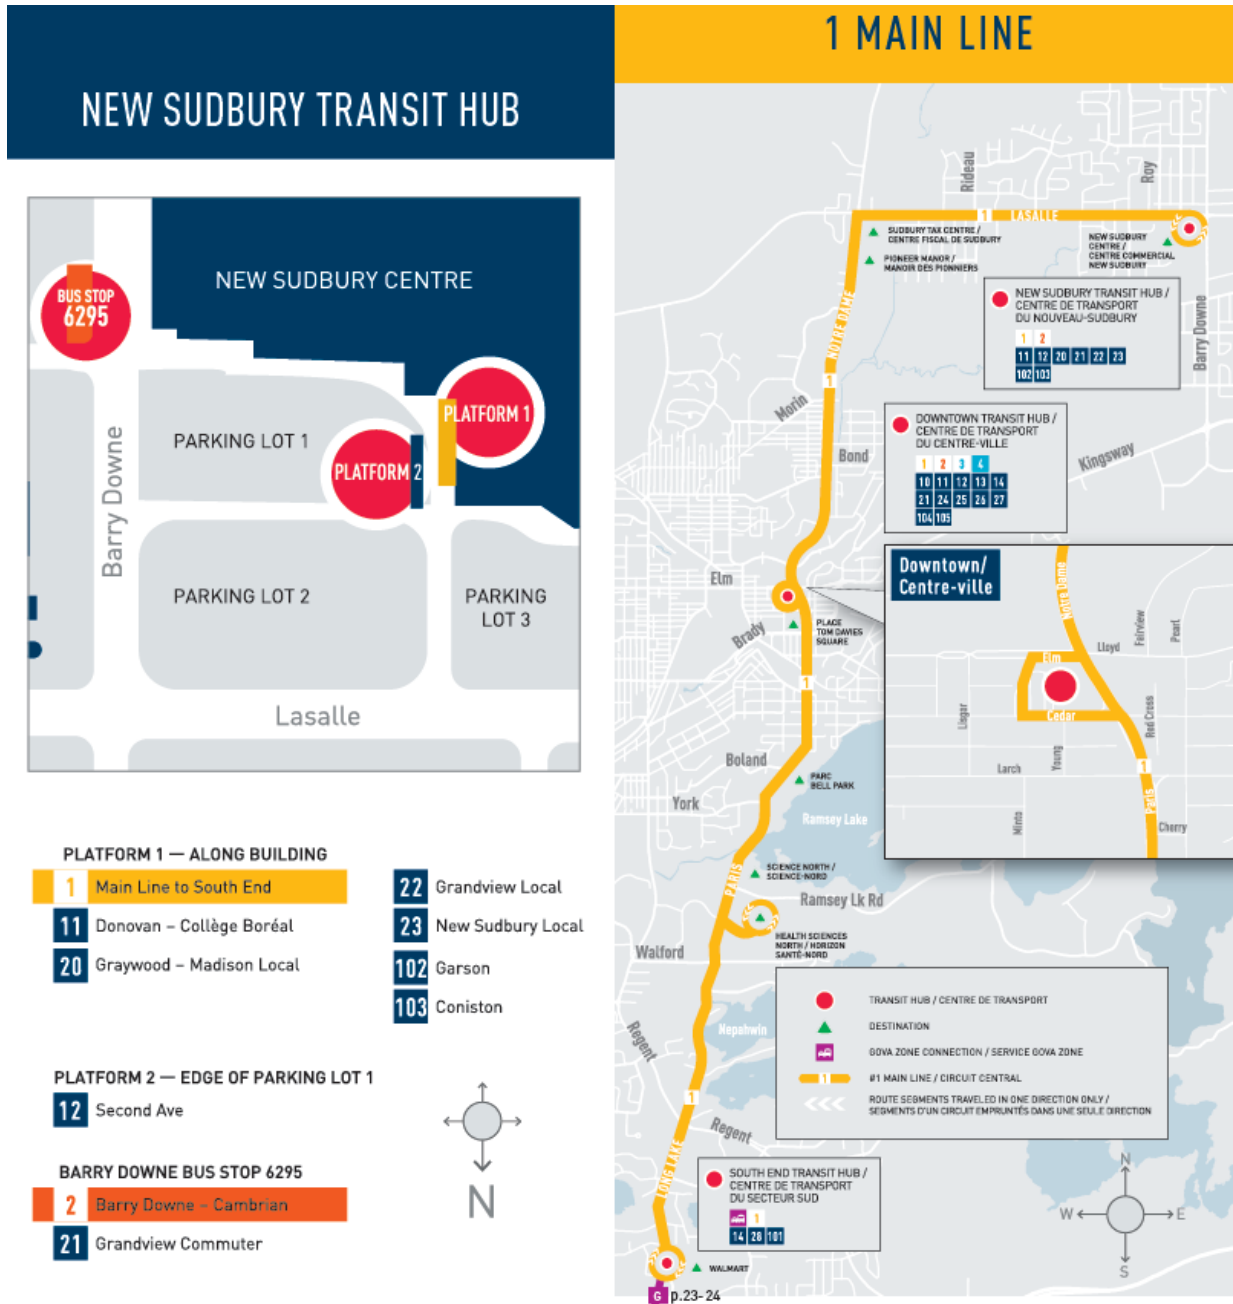 NEW SUDBURY TRANSIT HUB
BUS STOP
6295
NEW SUDBURY CENTRE
PLATFORM 1
PARKING LOT 1
PLATFORM 2
Barry Downe
PARKING LOT 2
PARKING
LOT 3
Lasalle
PLATFORM 1 — ALONG BUILDING
1 Main Line to South End
11 Donovan – Collège Boréal
20 Graywood – Madison Local
22 Grandview Local
23 New Sudbury Local
102 Garson
103 Coniston
PLATFORM 2 — EDGE OF PARKING LOT 1
12 Second Ave
BARRY DOWNE BUS STOP 6295
2 Barry Downe – Cambrian
21 Grandview Commuter
N
1 MAIN LINE
Rideau
Roy
1
LASALLE
SUDBURY TAX CENTRE /
CENTRE FISCAL DE SUDBURY
PIONEER MANOR /
MANOIR DES PIONNIERS
NEW SUDBURY
CENTRE /
CENTRE COMMERCIAL
NEW SUDBURY
NEW SUDBURY TRANSIT HUB /
CENTRE DE TRANSPORT
DU NOUVEAU-SUDBURY
1 2
11 12 20 21 22 23
102 103
Barry Downe
NOTRE DAME
1
Morin
Bond
DOWNTOWN TRANSIT HUB /
CENTRE DE TRANSPORT
DU CENTRE-VILLE
1 2 3 4
10 11 12 13 14
21 24 25 26 27
104 105
Kingsway
Elm
Brady
PLACE
TOM DAVIES
SQUARE
1
Downtown/
Centre-ville
Notre Dame
Lloyd
Fairview
Pearl
Elm
Cedar
Lisgar
Red Cross
Larch
Young
1
Paris
Minto
Cherry
Boland
PARC
BELL PARK
York
Ramsey Lake
SCIENCE NORTH /
SCIENCE-NORD
PARIS
Ramsey Lk Rd
HEALTH SCIENCES
NORTH / HORIZON
SANTÉ-NORD
Walford
Nepahwin
Regent
TRANSIT HUB / CENTRE DE TRANSPORT
DESTINATION
GOVA ZONE CONNECTION / SERVICE GOVA ZONE
1
#1 MAIN LINE / CIRCUIT CENTRAL
ROUTE SEGMENTS TRAVELED IN ONE DIRECTION ONLY /
SEGMENTS D'UN CIRCUIT EMPRUNTÉS DANS UNE SEULE DIRECTION
1
Regent
LONG LAKE
SOUTH END TRANSIT HUB /
CENTRE DE TRANSPORT
DU SECTEUR SUD
1
14 28 101
WALMART
G p.23-24
N
W E
S